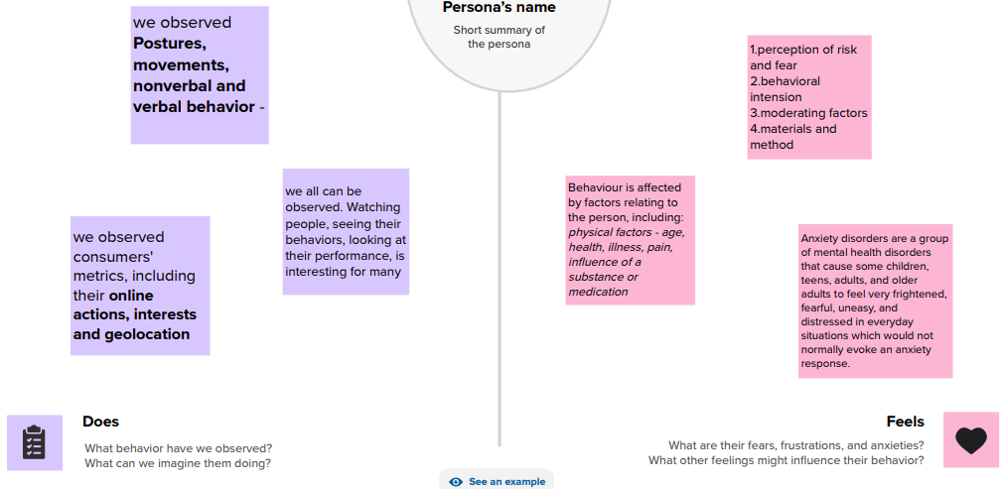 Persona's name
Short summary of
the persona
we observed
Postures,
movements,
nonverbal and
verbal behavior -
we all can be
observed. Watching
people, seeing their
behaviors, looking at
their performance, is
interesting for many
we observed
consumers'
metrics, including
their online
actions, interests
and geolocation
1.perception of risk
and fear
2.behavioral
intension
3.moderating factors
4.materials and
method
Behaviour is affected
by factors relating to
the person, including:
physical factors - age,
health, illness, pain,
influence of a
substance or
medication
Anxiety disorders are a group
of mental health disorders
that cause some children,
teens, adults, and older
adults to feel very frightened,
fearful, uneasy, and
distressed in everyday
situations which would not
normally evoke an anxiety
response.
Does
What behavior have we observed?
What can we imagine them doing?
Feels
What are their fears, frustrations, and anxieties?
What other feelings might influence their behavior?
See an example